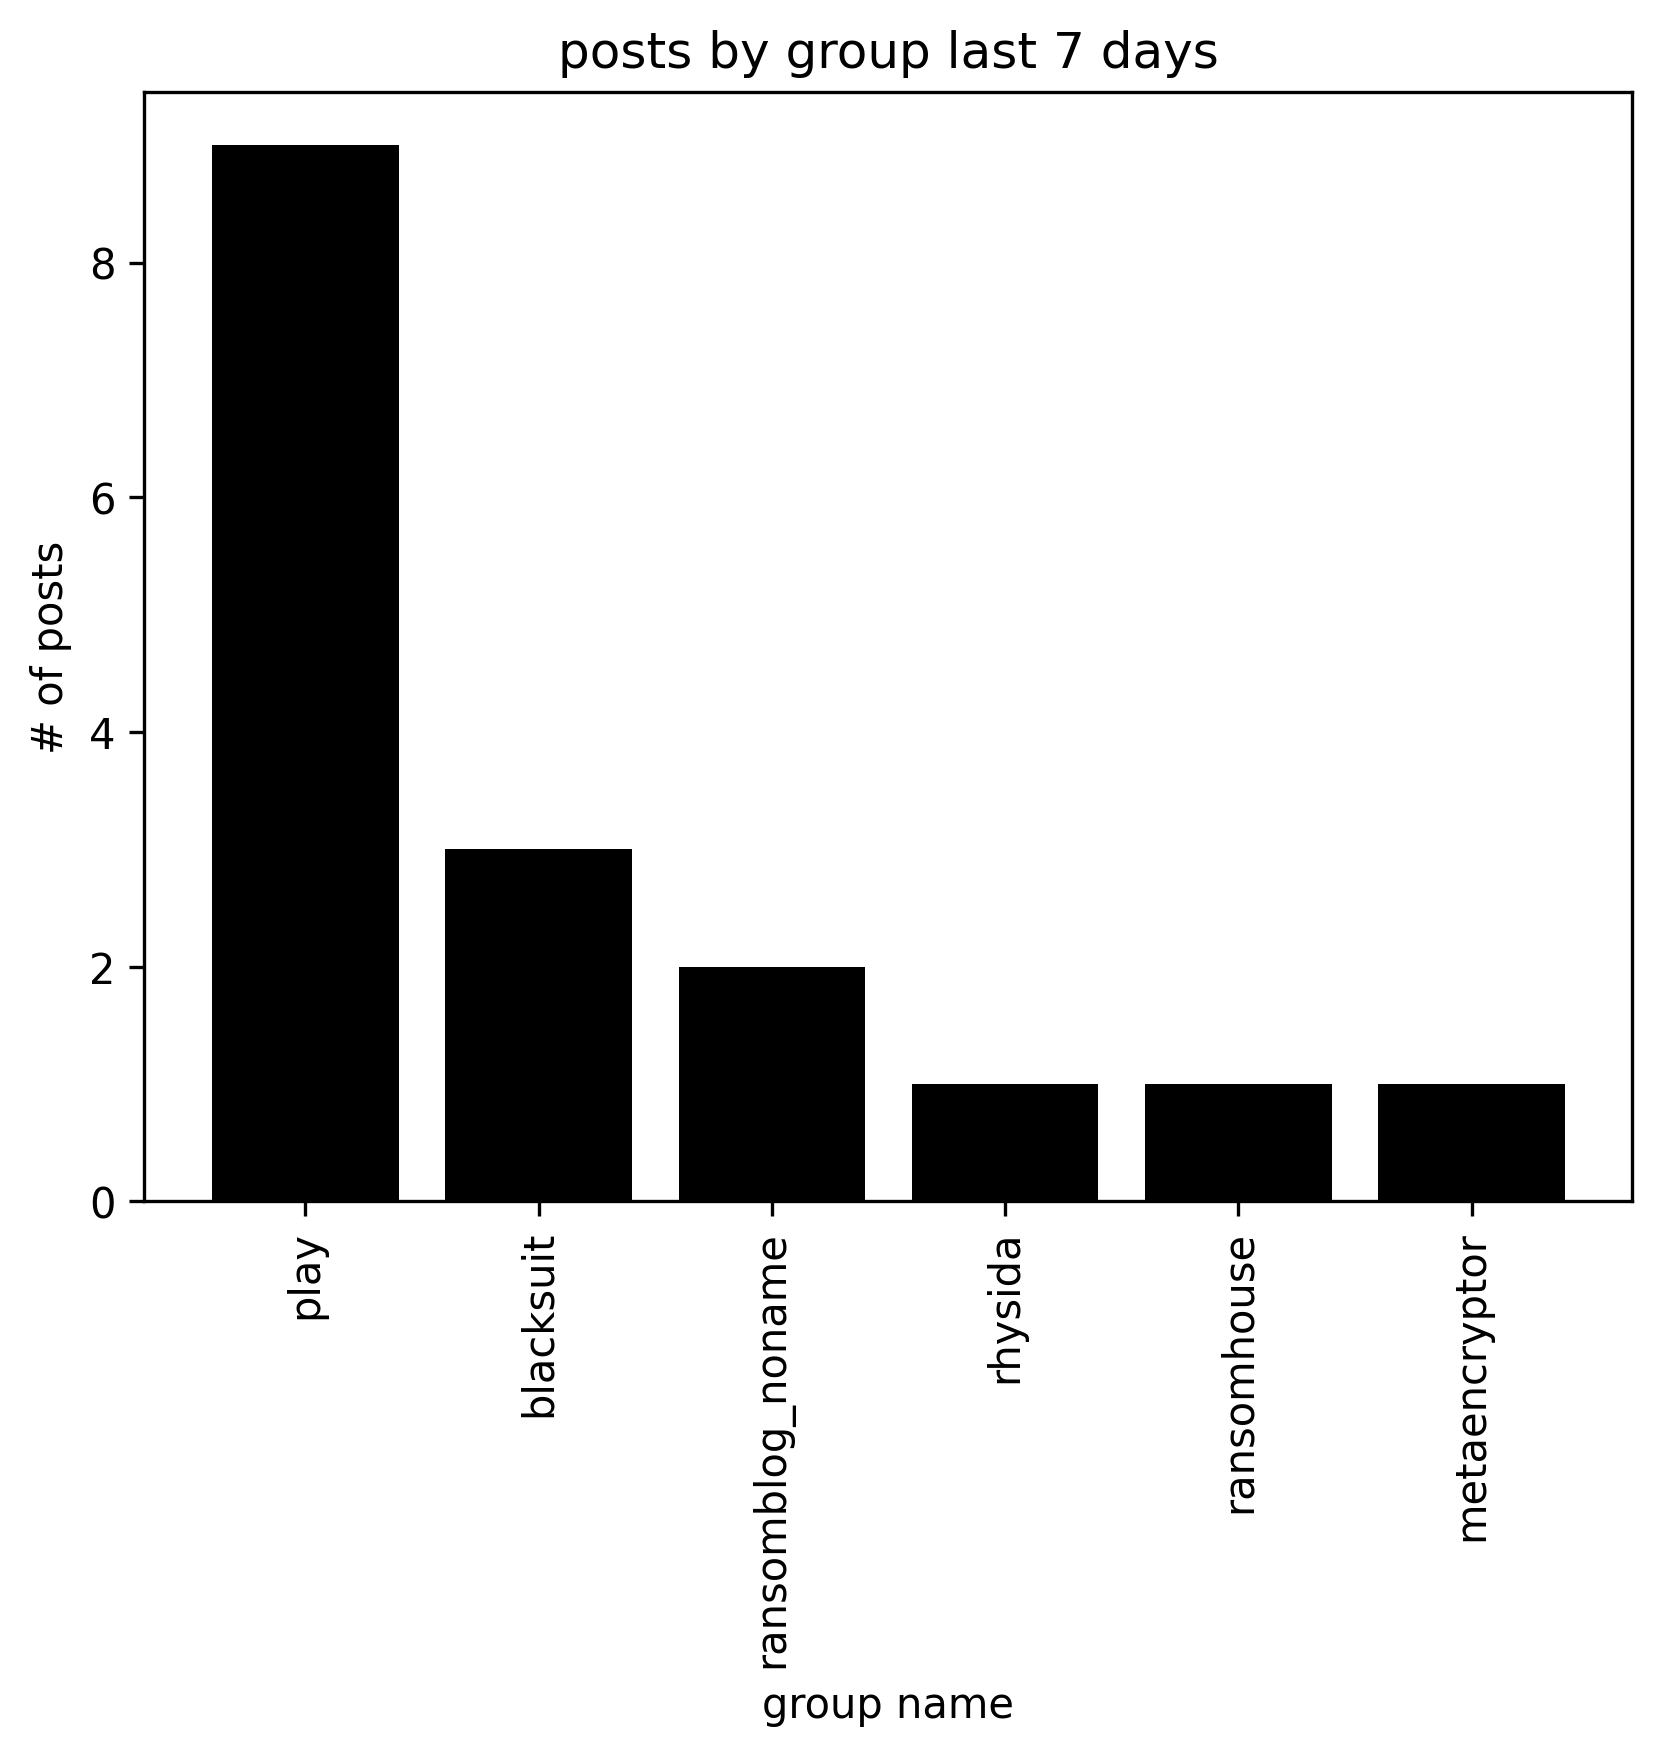 posts by group last 7 days
# of posts
8
6
4
2
0
play
blacksuit
ransomblog_noname
rhysida
ransomhouse
metaencryptor
group name